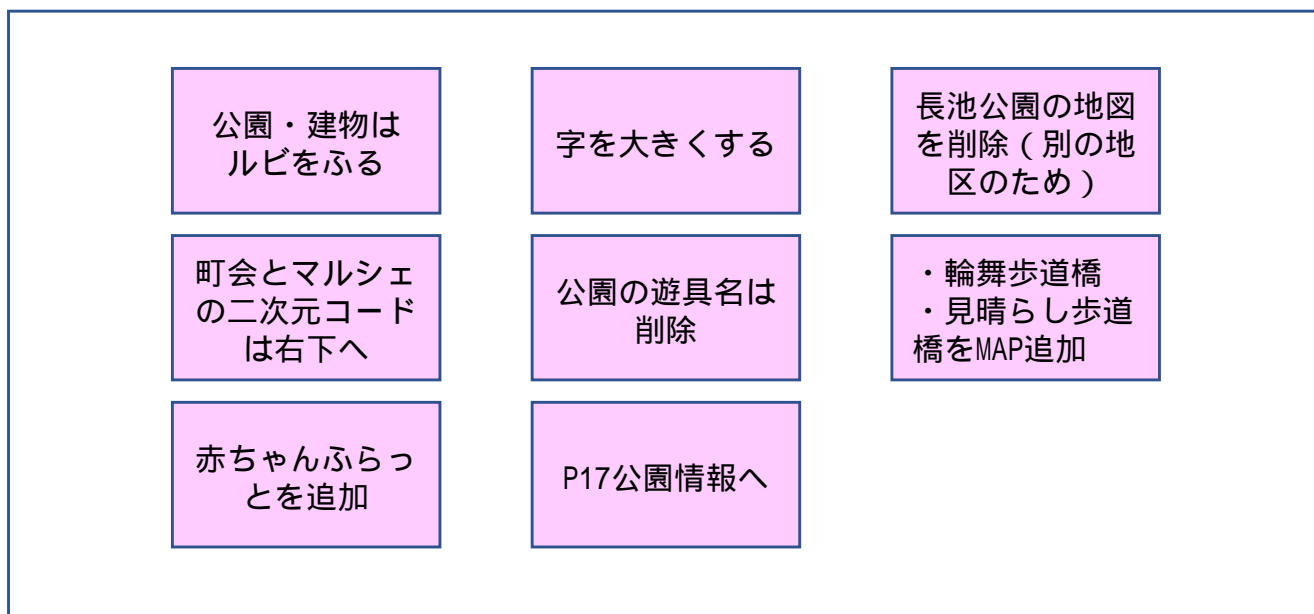 公園・建物は
ルビをふる
字を大きくする
長池公園の地図
を削除（別の地
区のため）
町会とマルシェ
の二次元コード
は右下へ
公園の遊具名は
削除
・輪舞歩道橋
・見晴らし歩道
橋をMAP追加
赤ちゃんふらっ
とを追加
P17公園情報へ